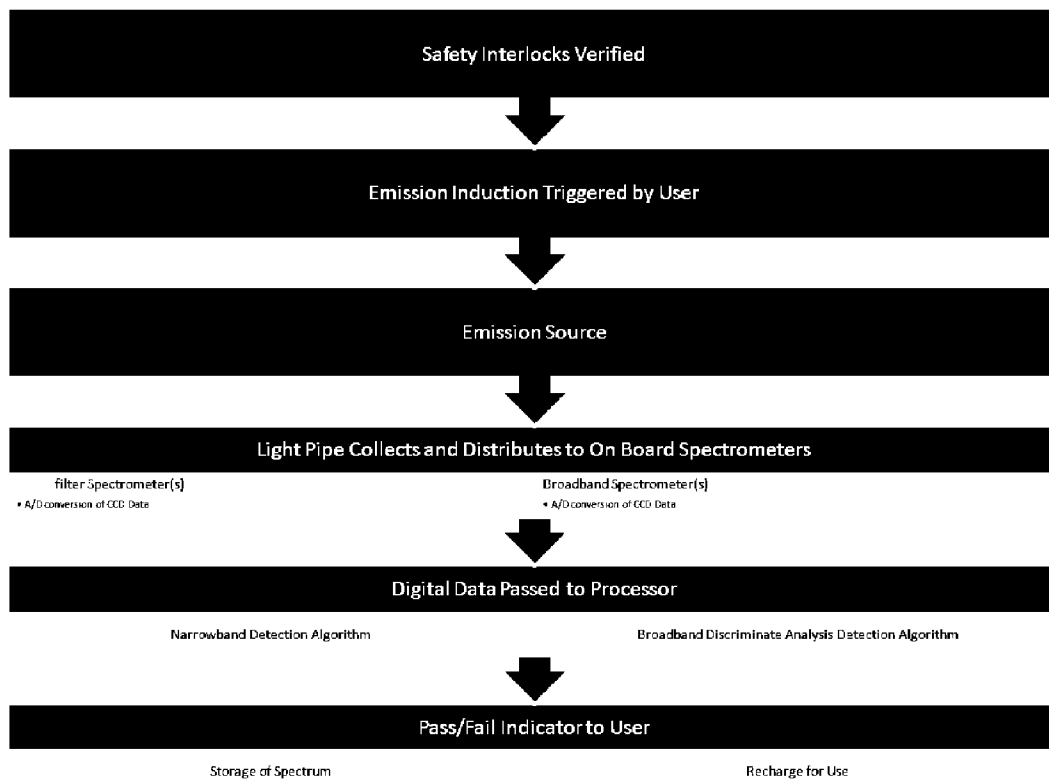 Safety Interlocks Verified
Emission Induction Triggered by User
Emission Source
Light Pipe Collects and Distributes to On Board Spectrometers
filter Spectrometer(s)
• A/D conversion of CCD Data
Broadband Spectrometer(s)
• A/D conversion of CCD Data
Digital Data Passed to Processor
Narrowband Detection Algorithm
Broadband Discriminate Analysis Detection Algorithm
Pass/Fail Indicator to User
Storage of Spectrum
Recharge for Use